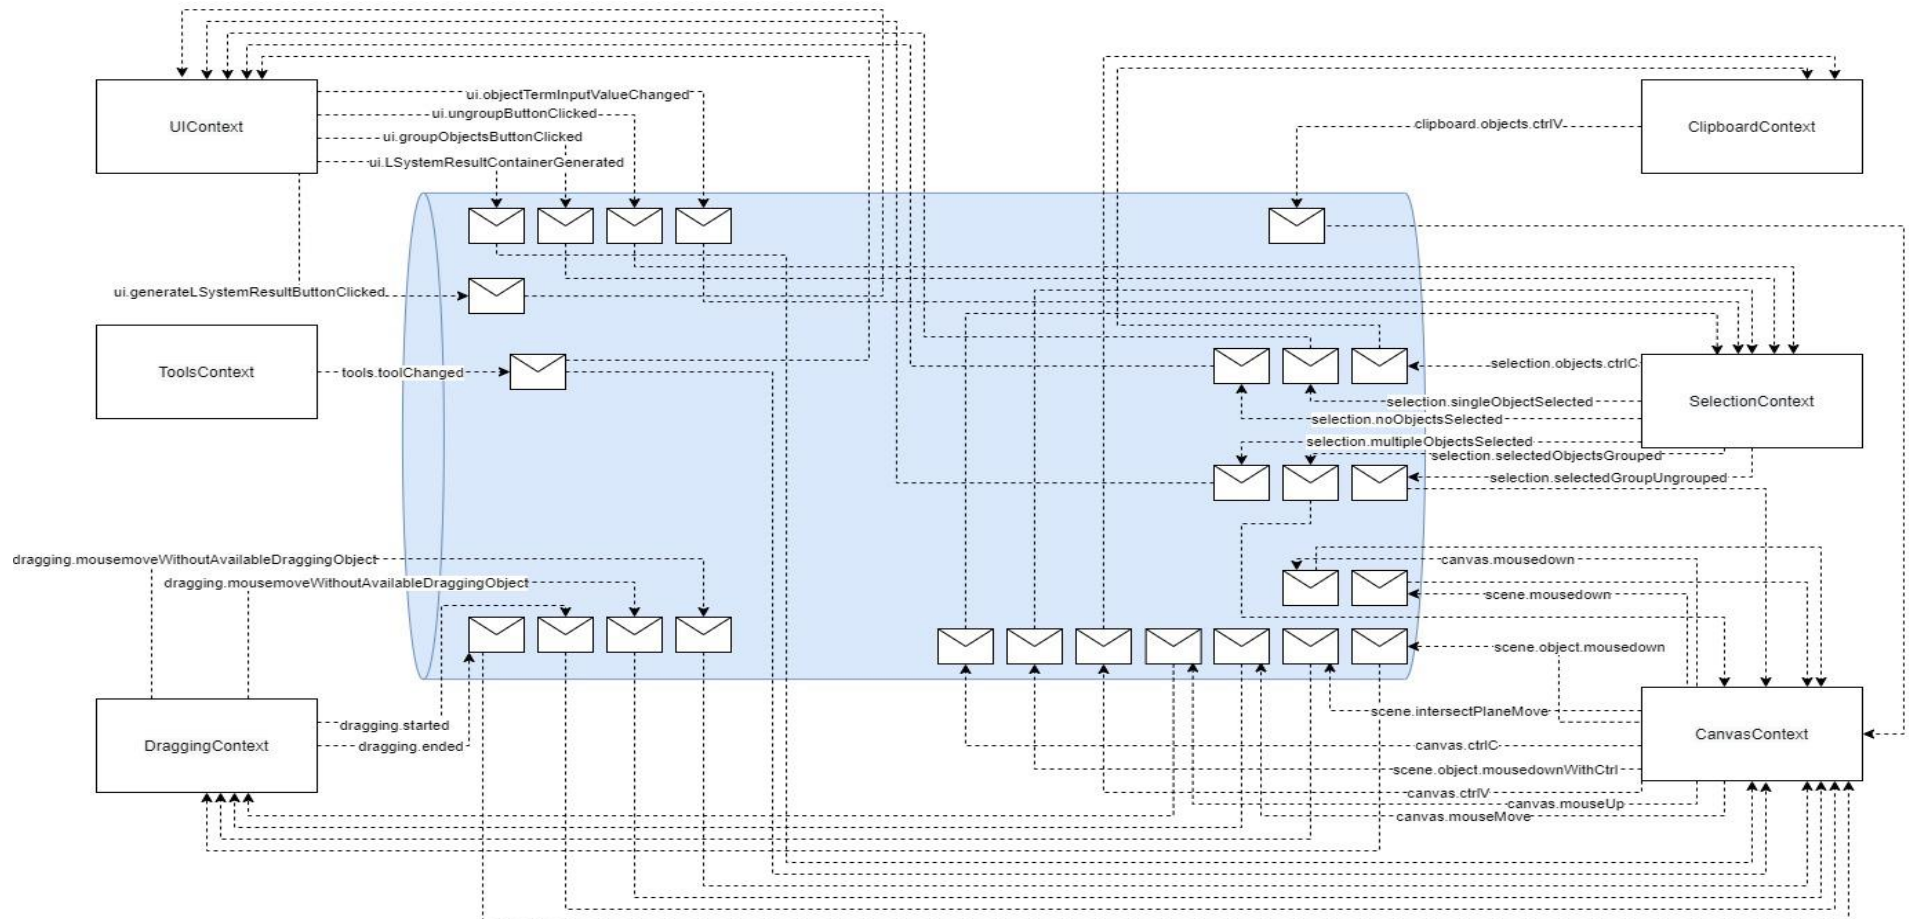 ui.objectTermInputValueChanged
ui.ungroupButtonClicked
UIContext
clipboard.objects.ctrlV
ClipboardContext
ui.groupObjectsButtonClicked
ui.LSystemResultContainerGenerated
ui.generateLSystemResultButtonClicked
ToolsContext
tools.toolChanged
selection.objects.ctrlC
selection.singleObjectSelected
SelectionContext
selection.noObjectsSelected
selection.multipleObjectsSelected
selection.selectedObjectsGrouped
selection.selectedGroupUngrouped
dragging.mousemoveWithoutAvailableDraggingObject
canvas.mousedown
dragging.mousemoveWithoutAvailableDraggingObject
scene.mousedown
scene.object.mousedown
scene.intersectPlaneMove
dragging.started
DraggingContext
dragging.ended
canvas.ctrlC
CanvasContext
scene.object.mousedownWithCtrl
canvas.ctrlV
canvas.mouseUp
canvas.mouseMove